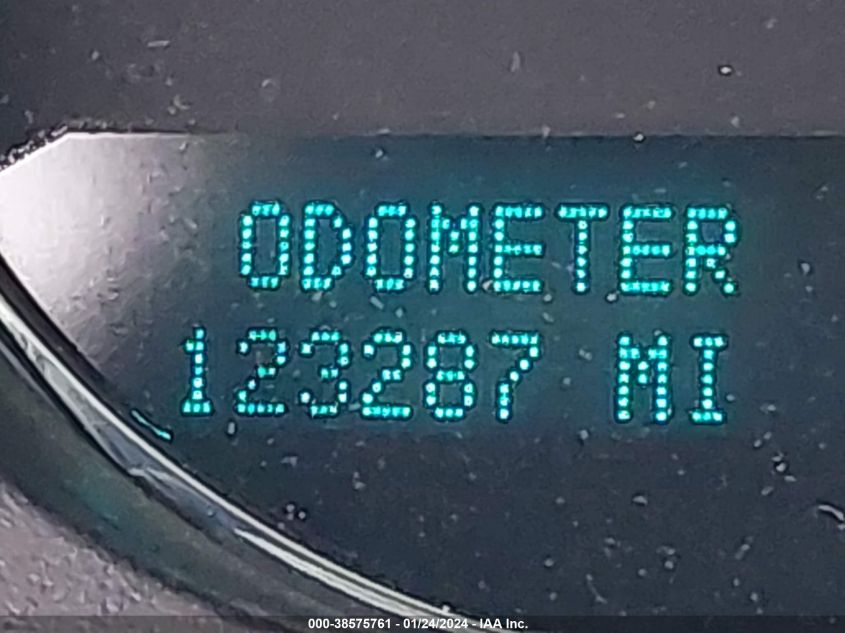 ODOMETER
123287 MI
000-38575761 - 01/24/2024 - IAA Inc.